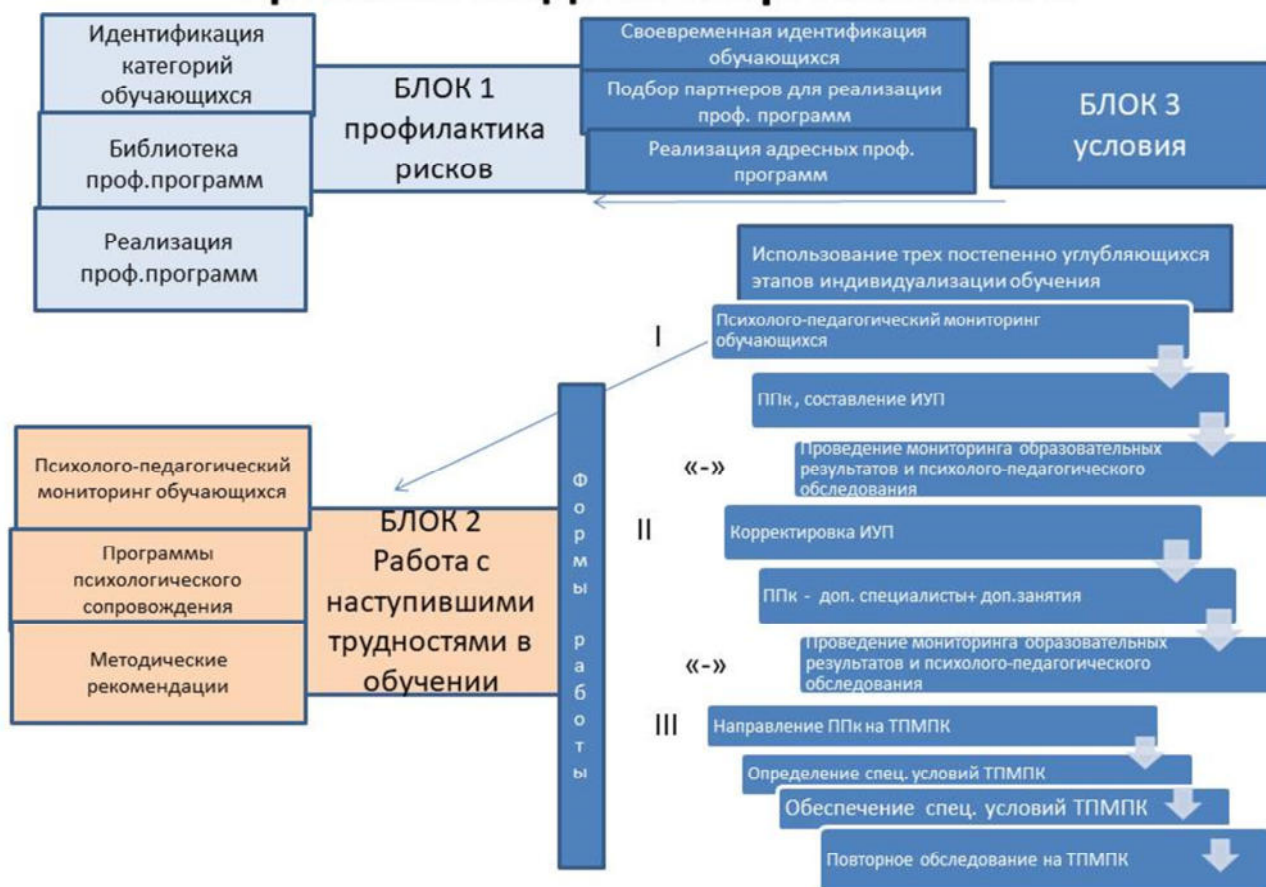 Идентификация
категорий
обучающихся
Библиотека
проф.программ
Реализация
проф.программ
БЛОК 1
профилактика
рисков
Своевременная идентификация
обучающихся
Подбор партнеров для реализации
проф. программ
Реализация адресных проф.
программ
БЛОК 3
условия
Использование трех постепенно углубляющихся
этапов индивидуализации обучения
I
Психолого-педагогический мониторинг
обучающихся
ППк , составление ИУП
«-»
Проведение мониторинга образовательных
результатов и психолого-педагогического
обследования
II
Корректировка ИУП
ППк - доп. специалисты+ доп.занятия
«-»
Проведение мониторинга образовательных
результатов и психолого-педагогического
обследования
III
Направление ППк на ТПМПК
Определение спец. условий ТПМПК
Обеспечение спец. условий ТПМПК
Повторное обследование на ТПМПК
Психолого-педагогический
мониторинг обучающихся
Программы
психологического
сопровождения
Методические
рекомендации
БЛОК 2
Работа с
наступившими
трудностями в
обучении
Формы работы